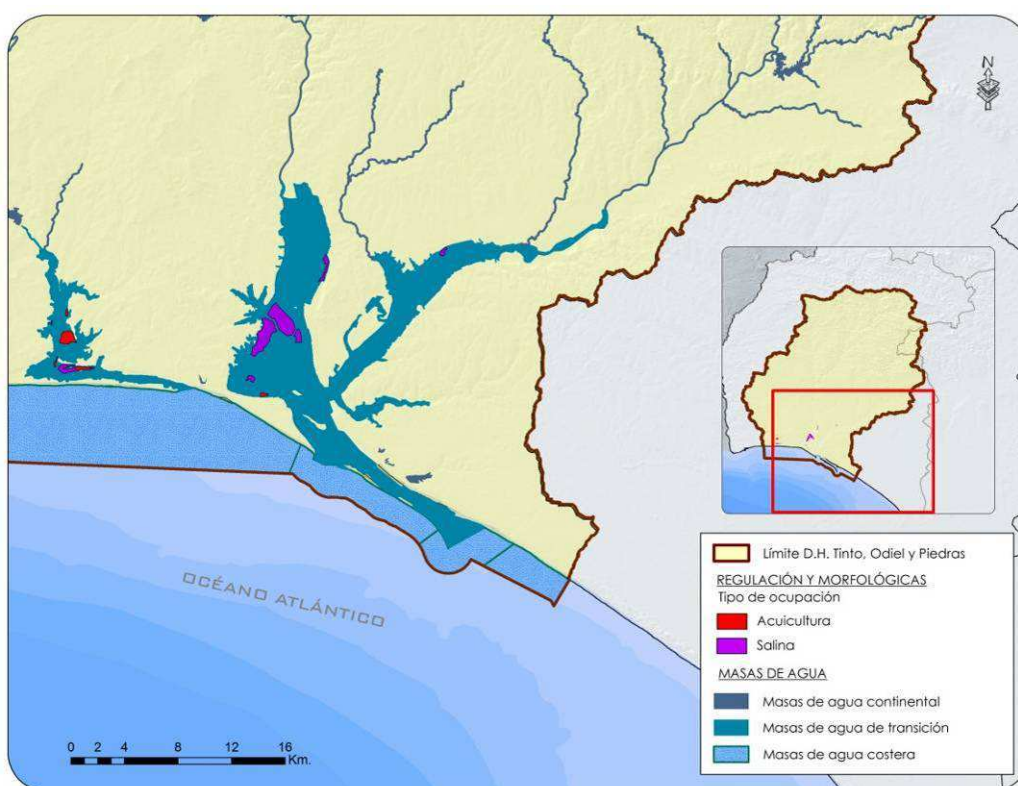 N
OCÉANO ATLÁNTICO
0 2 4 8 12 16
Km.
Límite D.H. Tinto, Odiel y Piedras
REGULACIÓN Y MORFOLÓGICAS
Tipo de ocupación
Acuicultura
Salina
MASAS DE AGUA
Masas de agua continental
Masas de agua de transición
Masas de agua costera